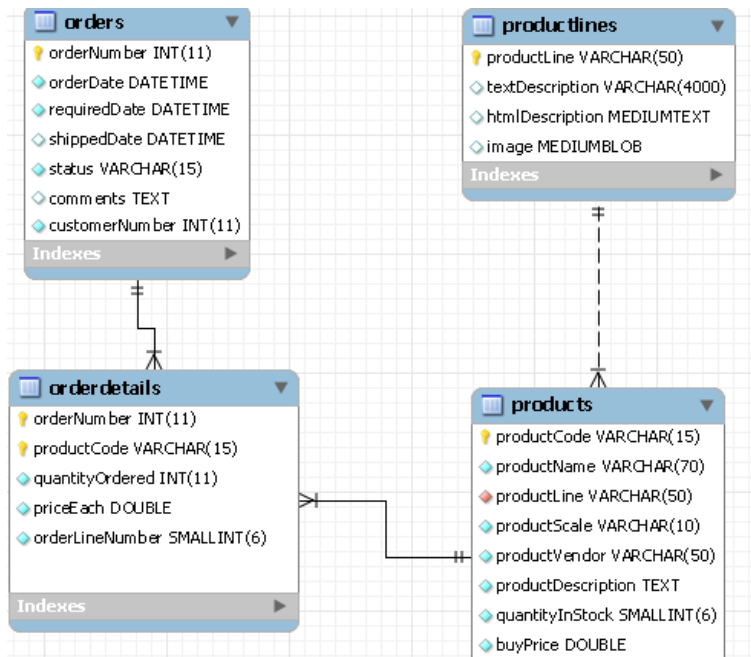 orders
orderNumber INT(11)
orderDate DATETIME
requiredDate DATETIME
shippedDate DATETIME
status VARCHAR(15)
comments TEXT
customerNumber INT(11)
Indexes
productlines
productLine VARCHAR(50)
textDescription VARCHAR(4000)
htmlDescription MEDIUMTEXT
image MEDIUMBLOB
Indexes
orderdetails
orderNumber INT(11)
productCode VARCHAR(15)
quantityOrdered INT(11)
priceEach DOUBLE
orderLineNumber SMALLINT(6)
Indexes
products
productCode VARCHAR(15)
productName VARCHAR(70)
productLine VARCHAR(50)
productScale VARCHAR(10)
productVendor VARCHAR(50)
productDescription TEXT
quantityInStock SMALLINT(6)
buyPrice DOUBLE